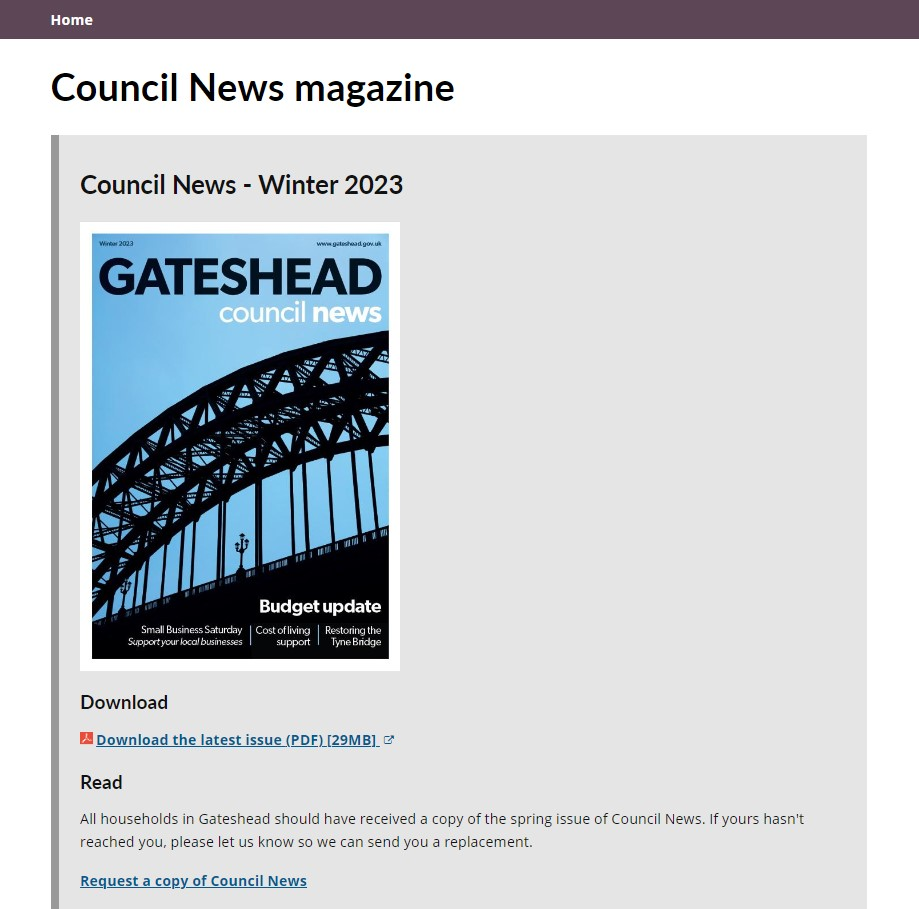 Home
Council News magazine
Council News - Winter 2023
Winter 2023
www.gateshead.gov.uk
GATESHEAD
council news
Budget update
Small Business Saturday
Support your local businesses
Cost of living
support
Restoring the
Tyne Bridge
Download
Download the latest issue (PDF) [29MB]
Read
All households in Gateshead should have received a copy of the spring issue of Council News. If yours hasn't
reached you, please let us know so we can send you a replacement.
Request a copy of Council News